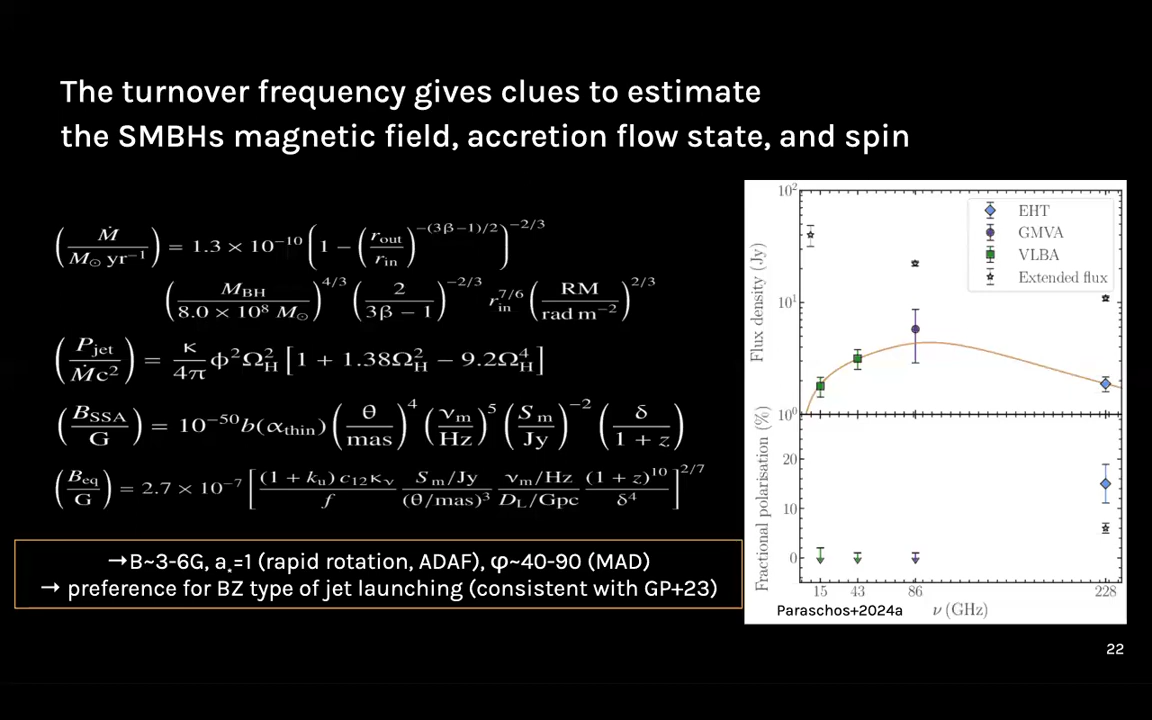 The turnover frequency gives clues to estimate
the SMBHs magnetic field, accretion flow state, and spin
(Ṁ / M⊙ yr⁻¹) = 1.3 × 10⁻¹⁰ (1 − (r_out / r_in)^−(3β−1)/2)^−2/3
(M_BH / 8.0 × 10⁸ M⊙)^4/3 (2 / 3β − 1)^−2/3 r_in^7/6 (RM / rad m⁻²)^2/3
(P_jet / Ṁc²) = κ / 4π ϕ²Ω_H² [1 + 1.38Ω_H² − 9.2Ω_H⁴]
(B_SSA / G) = 10⁻⁵⁰ b(α_thin) (θ / mas)⁴ (ν_m / Hz)⁵ (S_m / Jy)⁻² (δ / 1 + z)
(B_eq / G) = 2.7 × 10⁻⁷ [(1 + k_u) c₁₂ κ_ν / f S_m/Jy / (θ/mas)³ ν_m/Hz / D_L/Gpc (1 + z)¹⁰ / δ⁴]^2/7
→B~3-6G, a⋆=1 (rapid rotation, ADAF), φ~40-90 (MAD)
→ preference for BZ type of jet launching (consistent with GP+23)
EHT
GMVA
VLBA
Extended flux
Flux density (Jy)
10²
10¹
10⁰
Fractional polarisation (%)
20
10
0
15 43 86 228
Paraschos+2024a
ν (GHz)
22